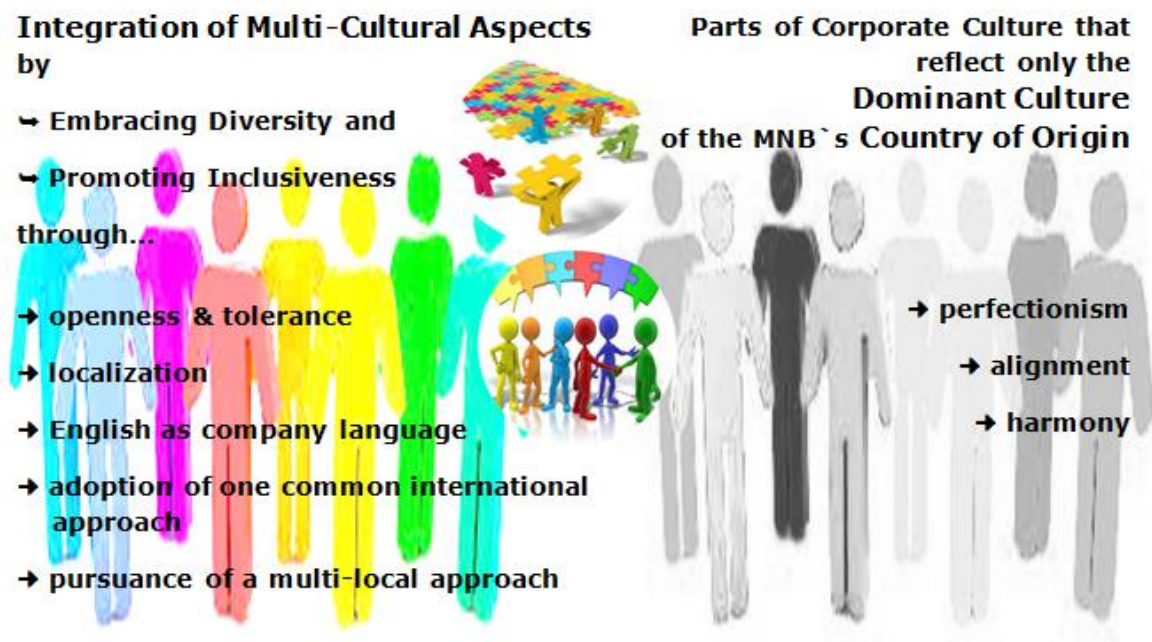 Integration of Multi-Cultural Aspects
by
➥ Embracing Diversity and
➥ Promoting Inclusiveness
through...
➔ openness & tolerance
➔ localization
➔ English as company language
➔ adoption of one common international
approach
➔ pursuance of a multi-local approach
Parts of Corporate Culture that
reflect only the
Dominant Culture
of the MNB`s Country of Origin
➔ perfectionism
➔ alignment
➔ harmony